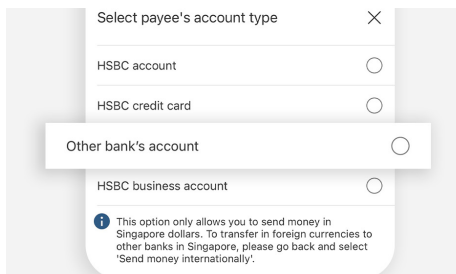 Select payee's account type
HSBC account
HSBC credit card
Other bank's account
HSBC business account
This option only allows you to send money in
Singapore dollars. To transfer in foreign currencies to
other banks in Singapore, please go back and select
'Send money internationally'.